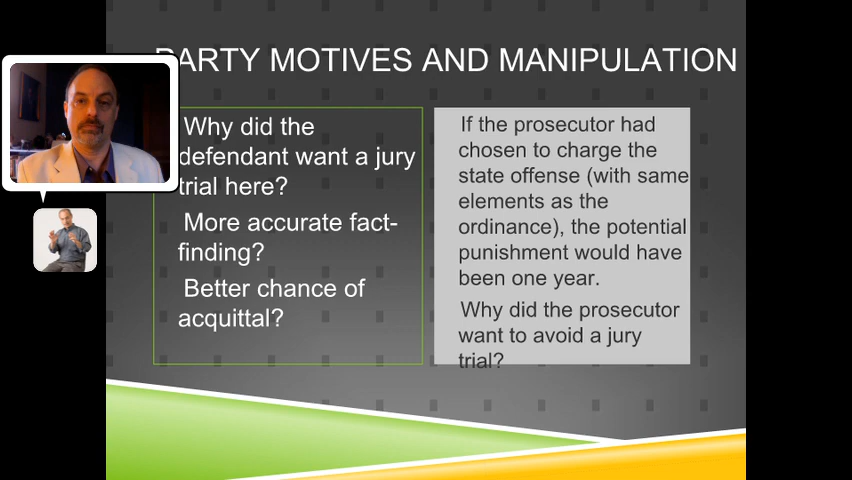 PARTY MOTIVES AND MANIPULATION
Why did the
defendant want a jury
trial here?
More accurate fact-
finding?
Better chance of
acquittal?
If the prosecutor had
chosen to charge the
state offense (with same
elements as the
ordinance), the potential
punishment would have
been one year.
Why did the prosecutor
want to avoid a jury
trial?